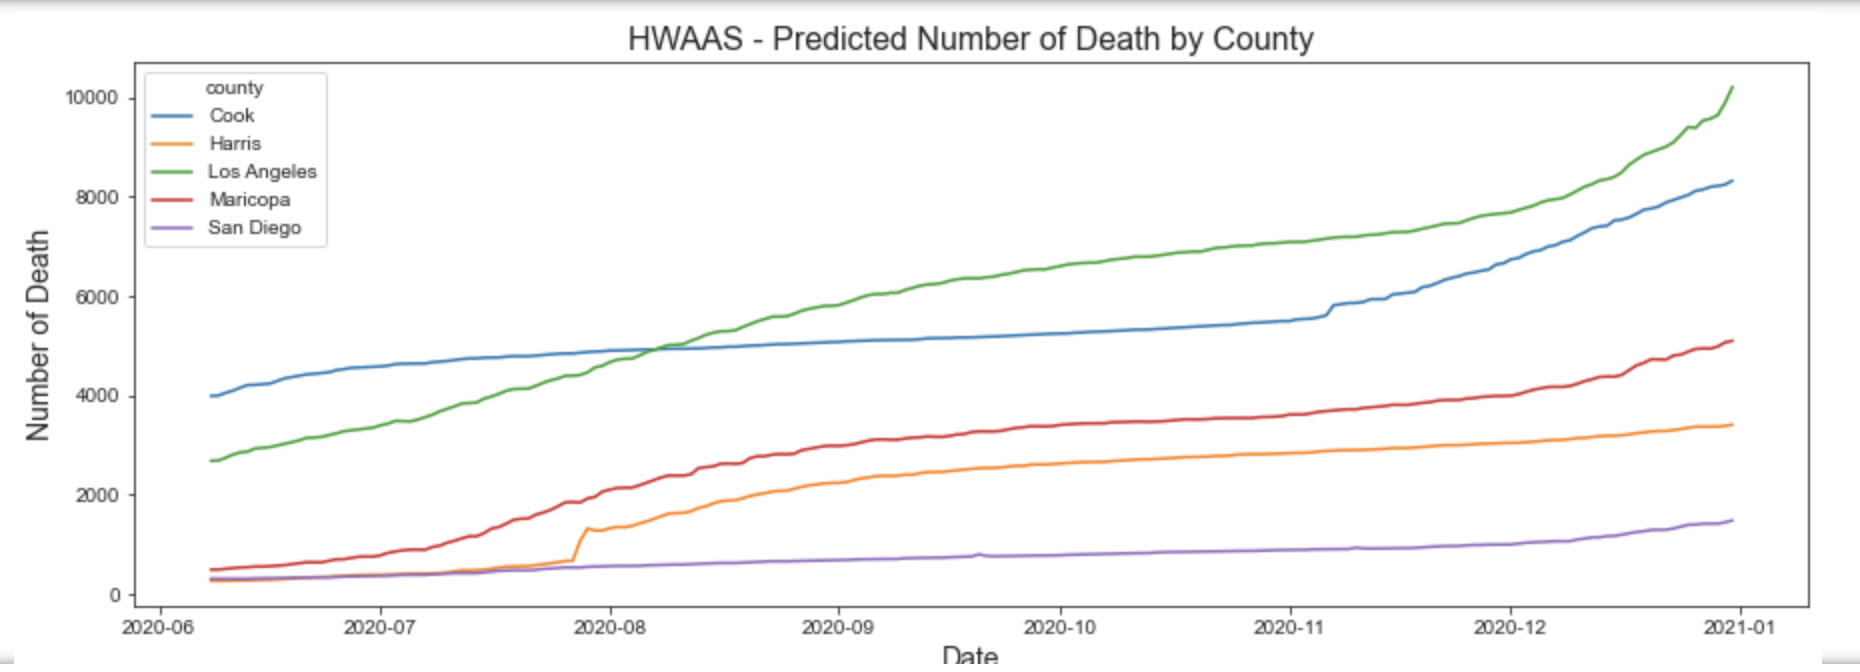 HWAAS - Predicted Number of Death by County
county
Cook
Harris
Los Angeles
Maricopa
San Diego
Number of Death
10000
8000
6000
4000
2000
0
2020-06 2020-07 2020-08 2020-09 2020-10 2020-11 2020-12 2021-01
Date